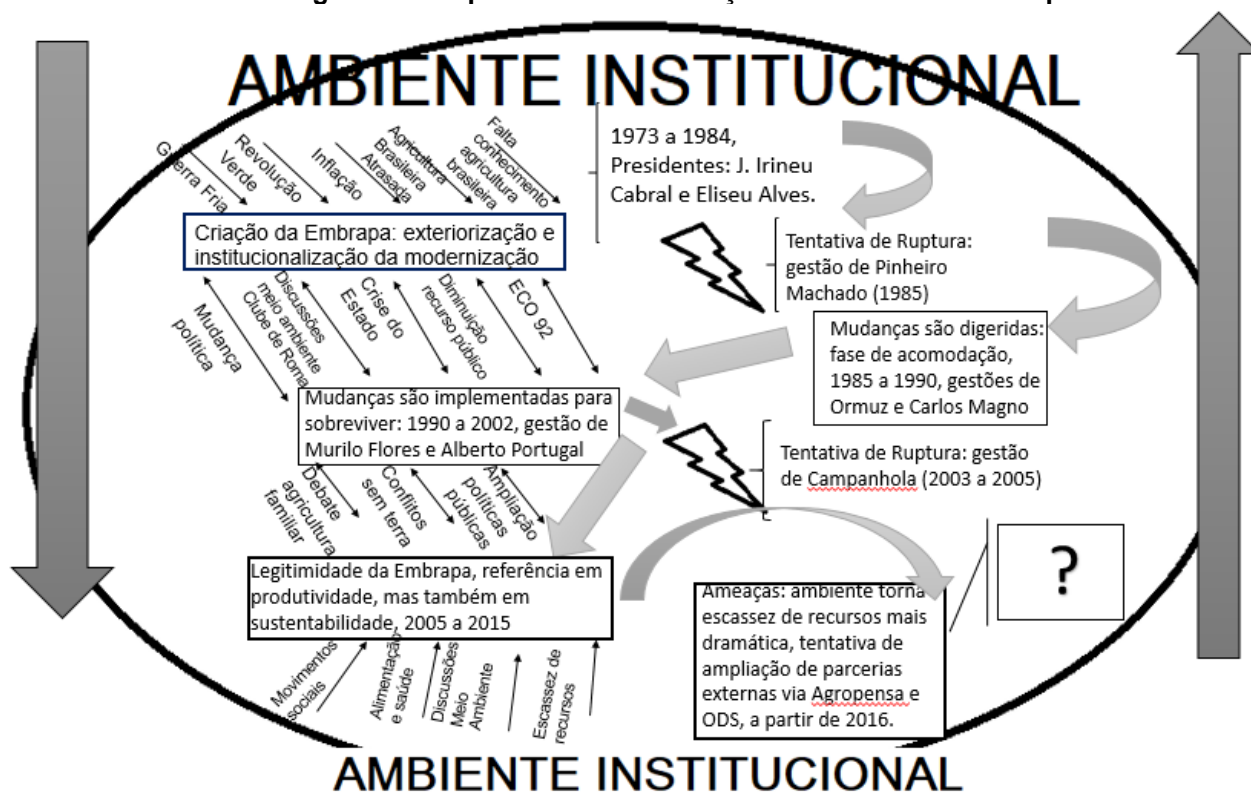 AMBIENTE INSTITUCIONAL
Guerra Fria
Revolução
Verde
Inflação
Agricultura
Brasileira
Atrasada
Falta
conhecimento
agricultura
brasileira
1973 a 1984,
Presidentes: J. Irineu
Cabral e Eliseu Alves.
Criação da Embrapa: exteriorização e
institucionalização da modernização
Tentativa de Ruptura:
gestão de Pinheiro
Machado (1985)
Mudança
política
Discussões
meio ambiente
Clube de Roma
Crise do
Estado
Diminuição
recurso público
ECO 92
Mudanças são digeridas:
fase de acomodação,
1985 a 1990, gestões de
Ormuz e Carlos Magno
Mudanças são implementadas para
sobreviver: 1990 a 2002, gestão de
Murilo Flores e Alberto Portugal
Tentativa de Ruptura: gestão
de Campanhola (2003 a 2005)
Debate
agricultura
familiar
Conflitos
sem terra
Ampliação
políticas
públicas
Legitimidade da Embrapa, referência em
produtividade, mas também em
sustentabilidade, 2005 a 2015
?
Ameaças: ambiente torna
escassez de recursos mais
dramática, tentativa de
ampliação de parcerias
externas via Agropensa e
ODS, a partir de 2016.
Movimentos
sociais
Alimentação
e saúde
Discussões
Meio
Ambiente
Escassez de
recursos
AMBIENTE INSTITUCIONAL